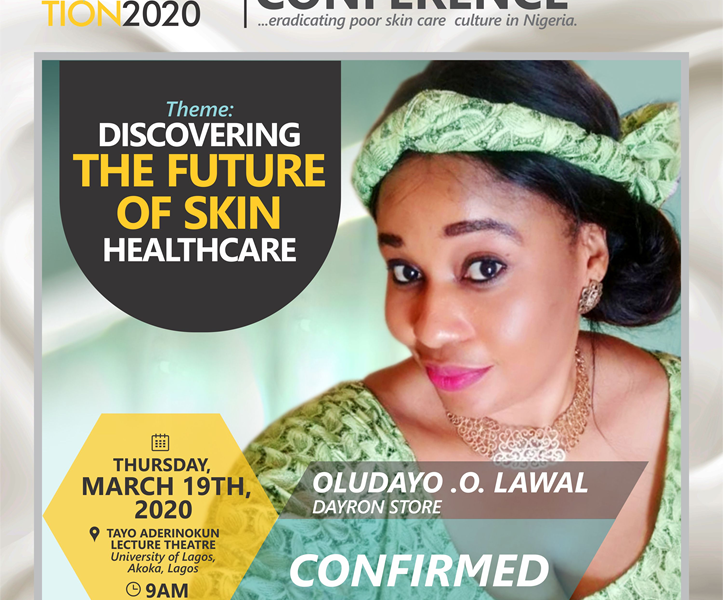 TION2020
CONFERENCE
...eradicating poor skin care culture in Nigeria.
Theme:
DISCOVERING
THE FUTURE
OF SKIN
HEALTHCARE
THURSDAY,
MARCH 19TH,
2020
TAYO ADERINOKUN
LECTURE THEATRE
University of Lagos,
Akoka, Lagos
9AM
OLUDAYO .O. LAWAL
DAYRON STORE
CONFIRMED